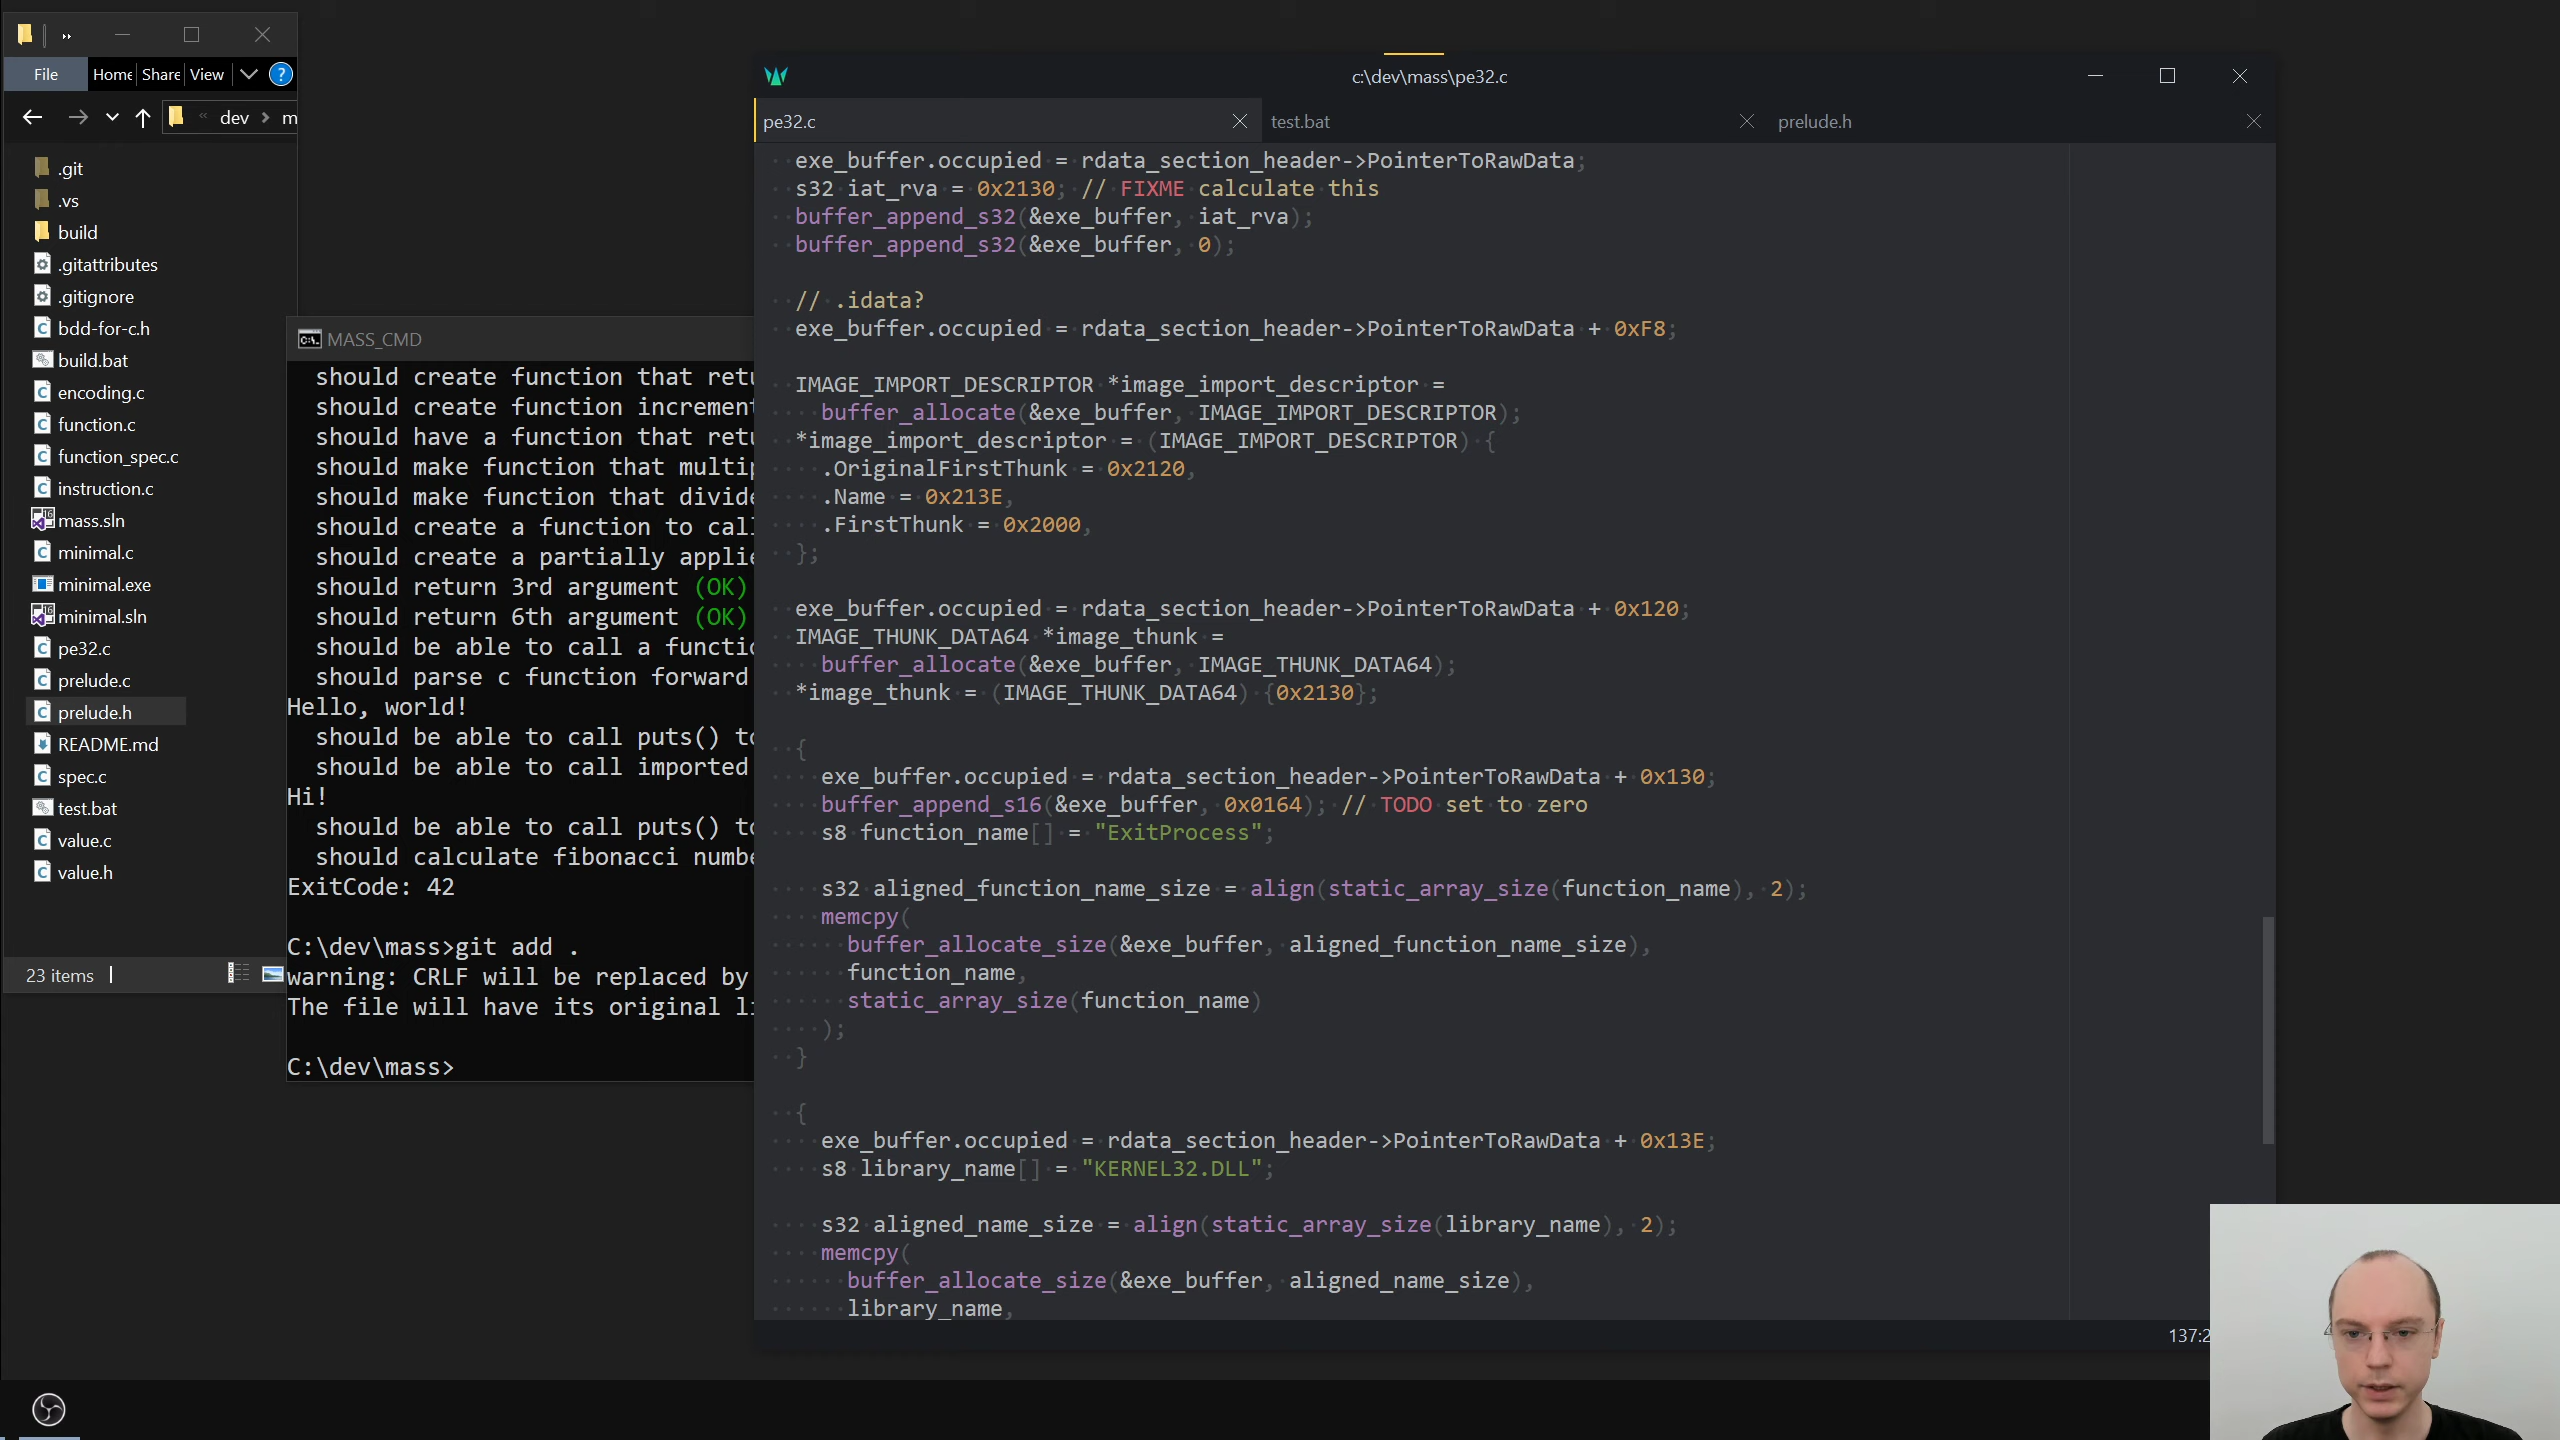 File Home Share View ?
dev > m
.git
.vs
build
.gitattributes
.gitignore
bdd-for-c.h
build.bat
encoding.c
function.c
function_spec.c
instruction.c
mass.sln
minimal.c
minimal.exe
minimal.sln
pe32.c
prelude.c
prelude.h
README.md
spec.c
test.bat
value.c
value.h
23 items
MASS_CMD
should create function that retu
should create function increment
should have a function that retu
should make function that multip
should make function that divide
should create a function to call
should create a partially applie
should return 3rd argument (OK)
should return 6th argument (OK)
should be able to call a functio
should parse c function forward
Hello, world!
should be able to call puts() to
should be able to call imported
Hi!
should be able to call puts() to
should calculate fibonacci numbe
ExitCode: 42
C:\dev\mass>git add .
warning: CRLF will be replaced by
The file will have its original li
C:\dev\mass>
c:\dev\mass\pe32.c
pe32.c
test.bat
prelude.h
exe_buffer.occupied = rdata_section_header->PointerToRawData;
s32 iat_rva = 0x2130; // FIXME calculate this
buffer_append_s32(&exe_buffer, iat_rva);
buffer_append_s32(&exe_buffer, 0);
// .idata?
exe_buffer.occupied = rdata_section_header->PointerToRawData + 0xF8;
IMAGE_IMPORT_DESCRIPTOR *image_import_descriptor =
buffer_allocate(&exe_buffer, IMAGE_IMPORT_DESCRIPTOR);
*image_import_descriptor = (IMAGE_IMPORT_DESCRIPTOR) {
.OriginalFirstThunk = 0x2120,
.Name = 0x213E,
.FirstThunk = 0x2000,
};
exe_buffer.occupied = rdata_section_header->PointerToRawData + 0x120;
IMAGE_THUNK_DATA64 *image_thunk =
buffer_allocate(&exe_buffer, IMAGE_THUNK_DATA64);
*image_thunk = (IMAGE_THUNK_DATA64) {0x2130};
{
exe_buffer.occupied = rdata_section_header->PointerToRawData + 0x130;
buffer_append_s16(&exe_buffer, 0x0164); // TODO set to zero
s8 function_name[] = "ExitProcess";
s32 aligned_function_name_size = align(static_array_size(function_name), 2);
memcpy(
buffer_allocate_size(&exe_buffer, aligned_function_name_size),
function_name,
static_array_size(function_name)
);
}
{
exe_buffer.occupied = rdata_section_header->PointerToRawData + 0x13E;
s8 library_name[] = "KERNEL32.DLL";
s32 aligned_name_size = align(static_array_size(library_name), 2);
memcpy(
buffer_allocate_size(&exe_buffer, aligned_name_size),
library_name,
137:2